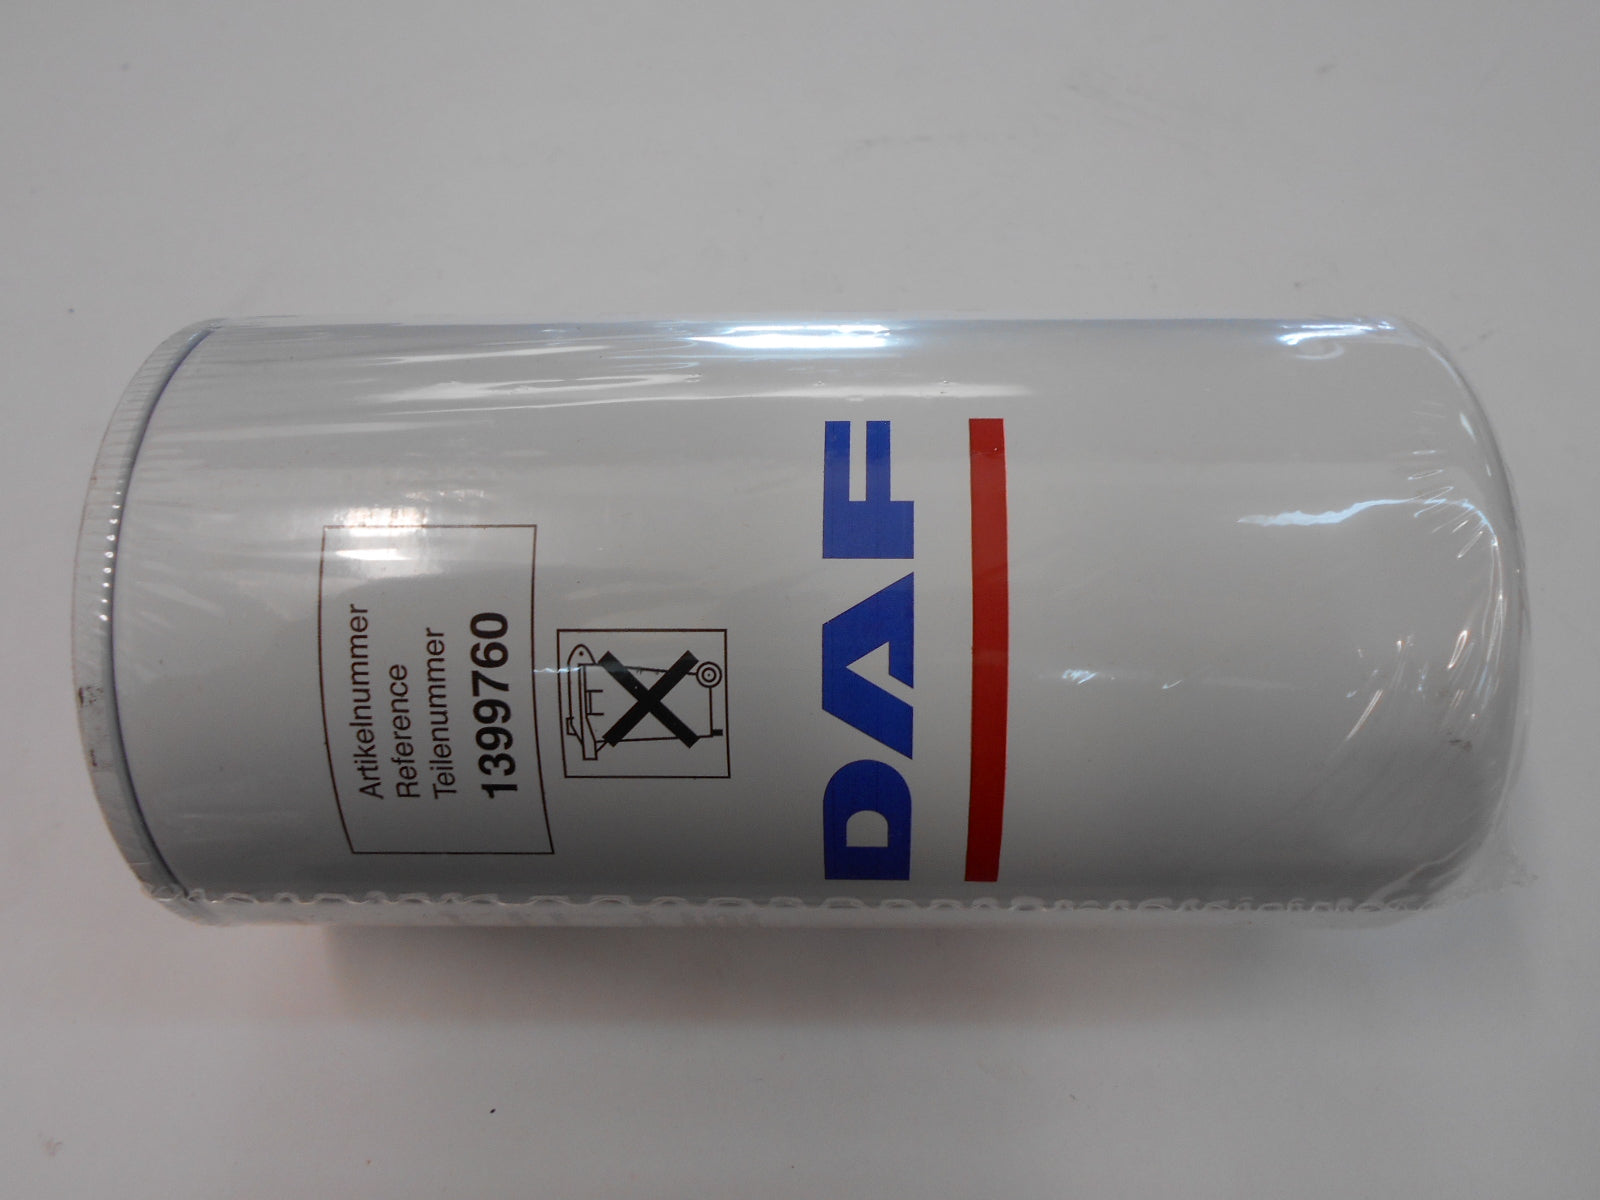 Artikelnummer
Reference
Teilenummer
1399760
DAF